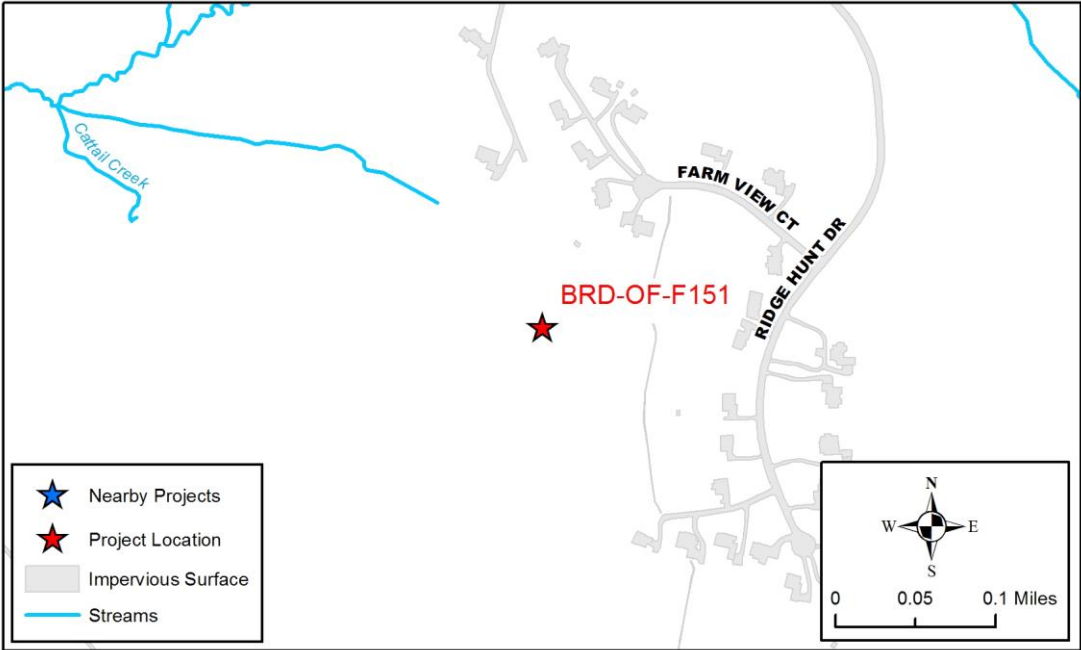 Cattail Creek
FARM VIEW CT
RIDGE HUNT DR
BRD-OF-F151
Nearby Projects
Project Location
Impervious Surface
Streams
N
W E
S
0 0.05 0.1 Miles